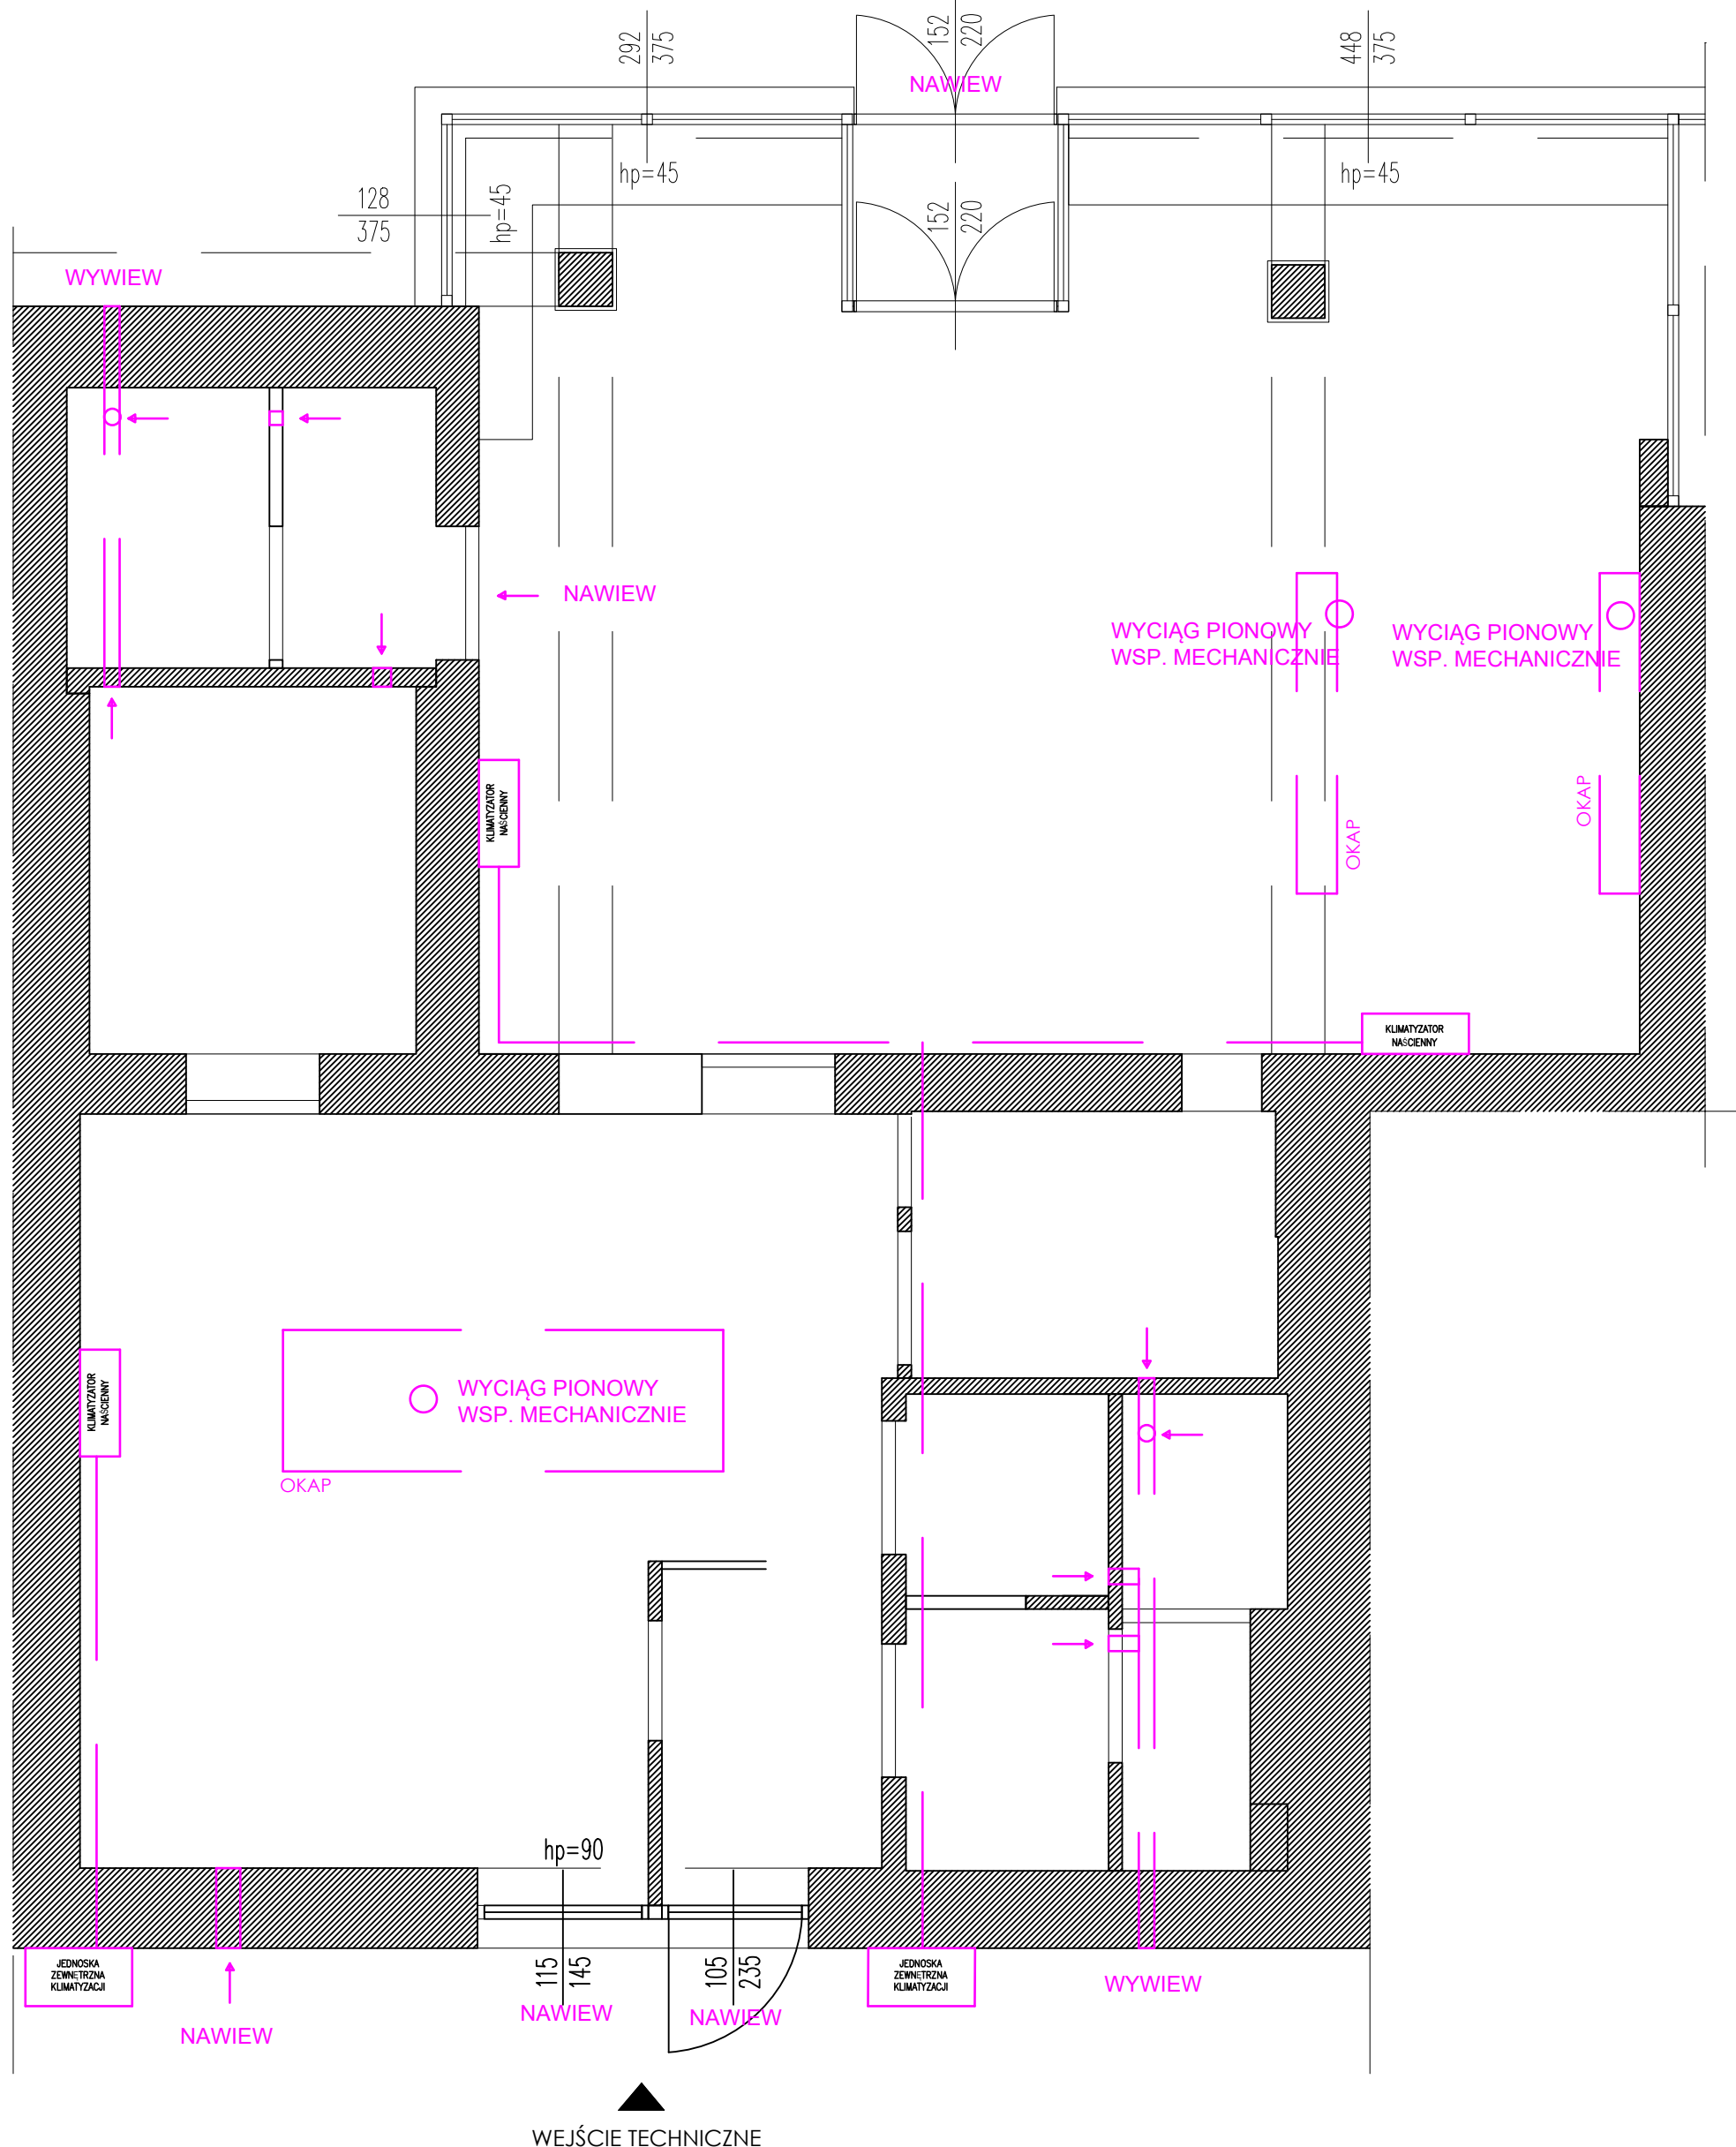 292
375
152
220
448
375
NAWIEW
hp=45
hp=45
128
375
hp=45
152
220
WYWIEW
NAWIEW
WYCIĄG PIONOWY
WSP. MECHANICZNIE
WYCIĄG PIONOWY
WSP. MECHANICZNIE
KLIMATYZATOR
NAŚCIENNY
OKAP
OKAP
KLIMATYZATOR
NAŚCIENNY
KLIMATYZATOR
NAŚCIENNY
WYCIĄG PIONOWY
WSP. MECHANICZNIE
OKAP
hp=90
JEDNOSKA
ZEWNĘTRZNA
KLIMATYZACJI
115
145
105
235
JEDNOSKA
ZEWNĘTRZNA
KLIMATYZACJI
WYWIEW
NAWIEW
NAWIEW
NAWIEW
WEJŚCIE TECHNICZNE